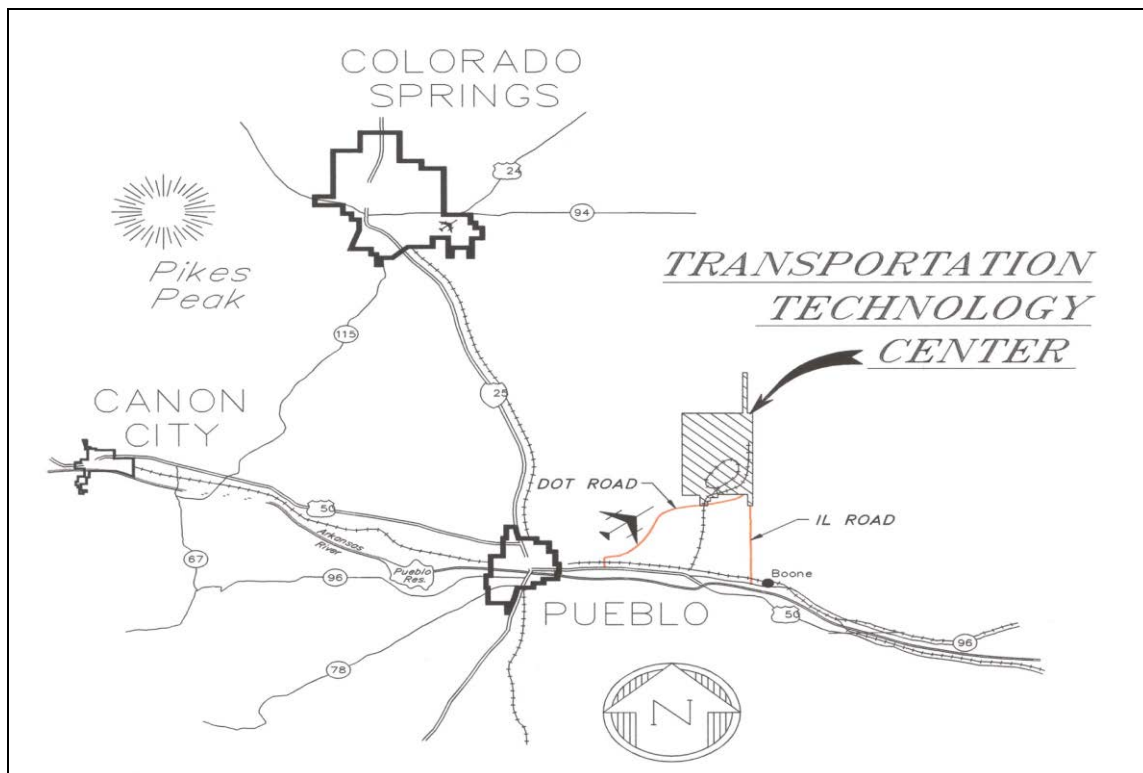 COLORADO
SPRINGS
24
94
Pikes
Peak
TRANSPORTATION
TECHNOLOGY
CENTER
115
25
CANON
CITY
DOT ROAD
50
IL ROAD
Arkansas
River
67
Pueblo
Res.
96
Boone
PUEBLO
50
96
78
N